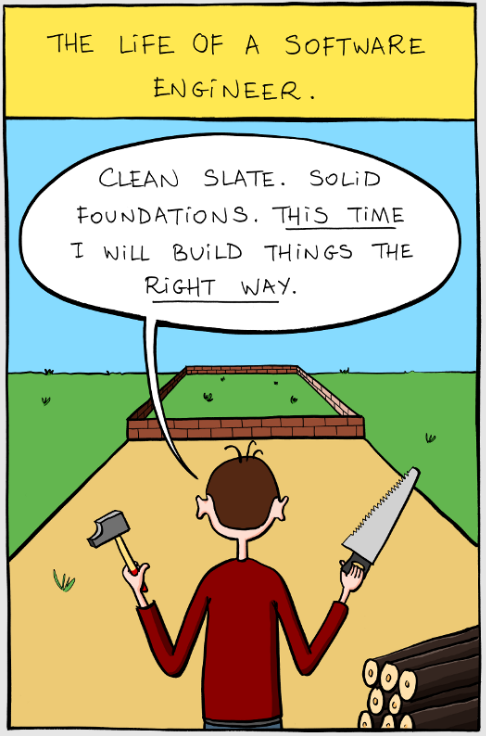 THE LiFE OF A SOFTWARE
ENGiNEER.
CLEAN SLATE. SOLiD
FOUNDATiONS. THiS TiME
I WiLL BUiLD THiNGS THE
RiGHT WAY.